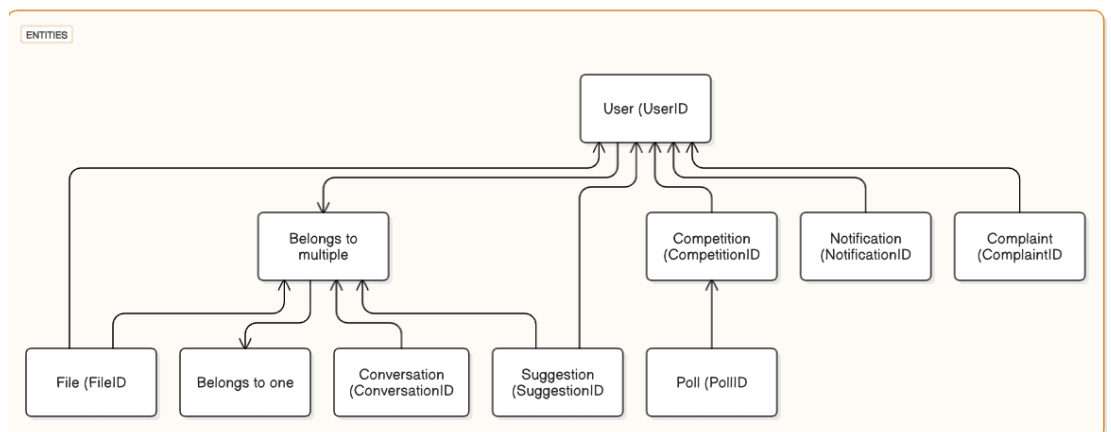 ENTITIES
User (UserID
Belongs to
multiple
Competition
(CompetitionID
Notification
(NotificationID
Complaint
(ComplaintID
File (FileID
Belongs to one
Conversation
(ConversationID
Suggestion
(SuggestionID
Poll (PollID